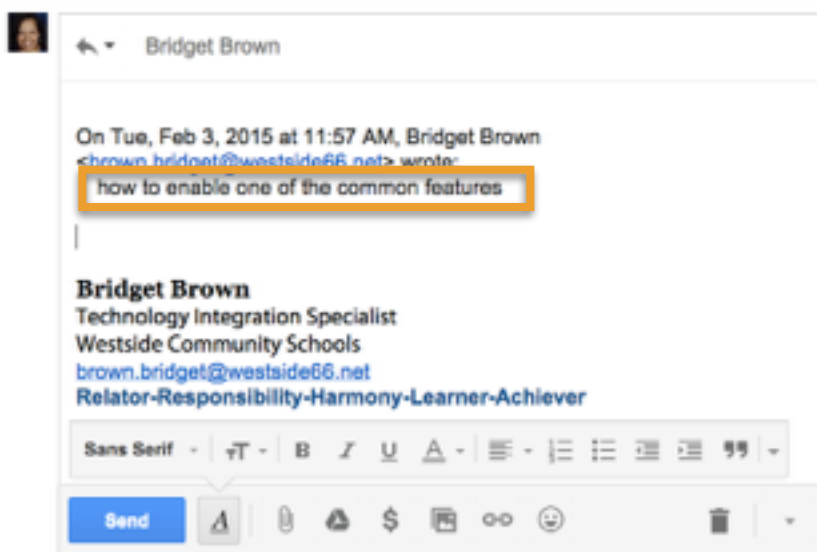 Bridget Brown
On Tue, Feb 3, 2015 at 11:57 AM, Bridget Brown
<brown.bridget@westside66.net> wrote:
how to enable one of the common features
Bridget Brown
Technology Integration Specialist
Westside Community Schools
brown.bridget@westside66.net
Relator-Responsibility-Harmony-Learner-Achiever
Sans Serif TT B I U A
Send A $